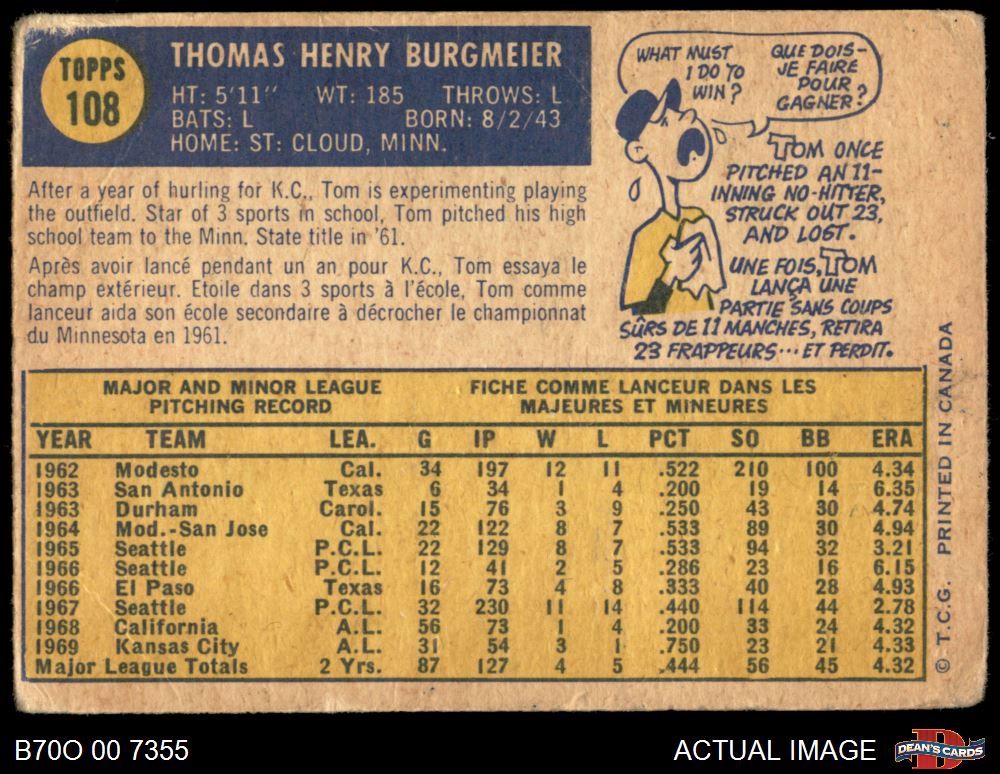 TOPPS
108
THOMAS HENRY BURGMEIER
HT: 5'11" WT: 185 THROWS: L
BATS: L BORN: 8/2/43
HOME: ST: CLOUD, MINN.
After a year of hurling for K.C., Tom is experimenting playing
the outfield. Star of 3 sports in school, Tom pitched his high
school team to the Minn. State title in '61.
Après avoir lancé pendant un an pour K.C., Tom essaya le
champ extérieur. Etoile dans 3 sports à l'école, Tom comme
lanceur aida son école secondaire à décrocher le championnat
du Minnesota en 1961.
WHAT MUST
I DO TO
WIN?
QUE DOIS-
JE FAIRE
POUR
GAGNER?
TOM ONCE
PITCHED AN 11-
INNING NO-HITTER,
STRUCK OUT 23,
AND LOST.
UNE FOIS, TOM
LANÇA UNE
PARTIE SANS COUPS
SÛRS DE 11 MANCHES, RETIRA
23 FRAPPEURS... ET PERDIT.
MAJOR AND MINOR LEAGUE
PITCHING RECORD
FICHE COMME LANCEUR DANS LES
MAJEURES ET MINEURES
YEAR TEAM LEA. G IP W L PCT SO BB ERA
1962 Modesto Cal. 34 197 12 11 .522 210 100 4.34
1963 San Antonio Texas 6 34 1 4 .200 19 14 6.35
1963 Durham Carol. 15 76 3 9 .250 43 30 4.74
1964 Mod.-San Jose Cal. 22 122 8 7 .533 89 30 4.94
1965 Seattle P.C.L. 22 129 8 7 .533 94 32 3.21
1966 Seattle P.C.L. 12 41 2 5 .286 23 16 6.15
1966 El Paso Texas 16 73 4 8 .333 40 28 4.93
1967 Seattle P.C.L. 32 230 11 14 .440 114 44 2.78
1968 California A.L. 56 73 1 4 .200 33 24 4.32
1969 Kansas City A.L. 31 54 3 1 .750 23 21 4.33
Major League Totals 2 Yrs. 87 127 4 5 .444 56 45 4.32
© T.C.G. PRINTED IN CANADA
B70O 00 7355
ACTUAL IMAGE
D
DEAN'S CARDS